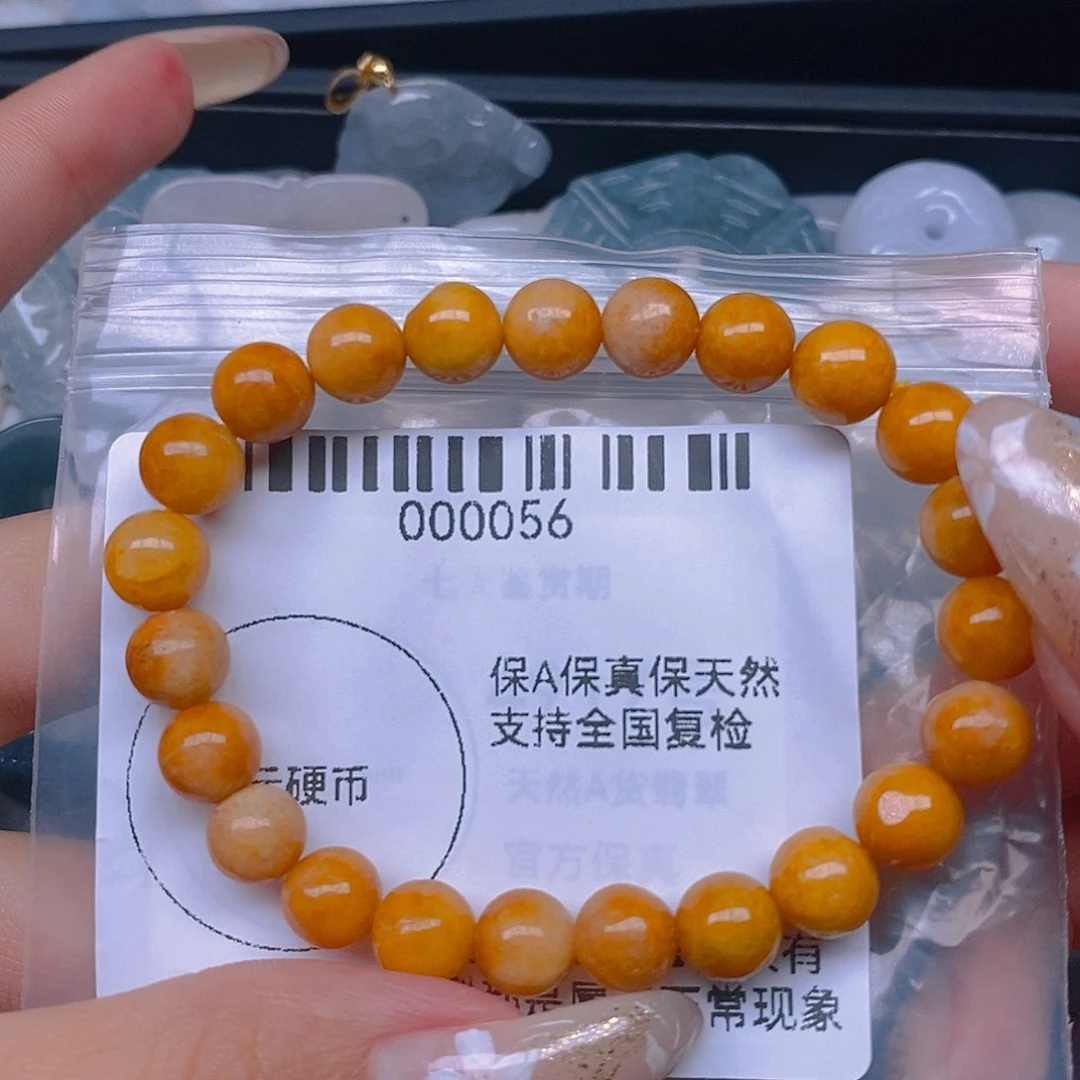 000056
七天鉴赏期
保A保真保天然
支持全国复检
元硬币
天然A货翡翠
官方保真
有
正常现象